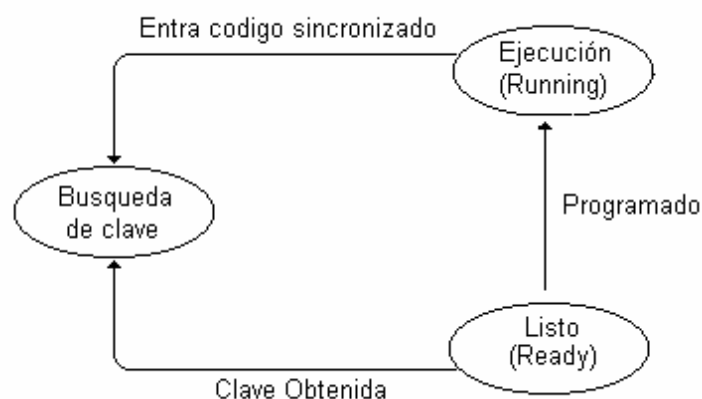 Entra codigo sincronizado
Ejecución
(Running)
Busqueda
de clave
Programado
Listo
(Ready)
Clave Obtenida